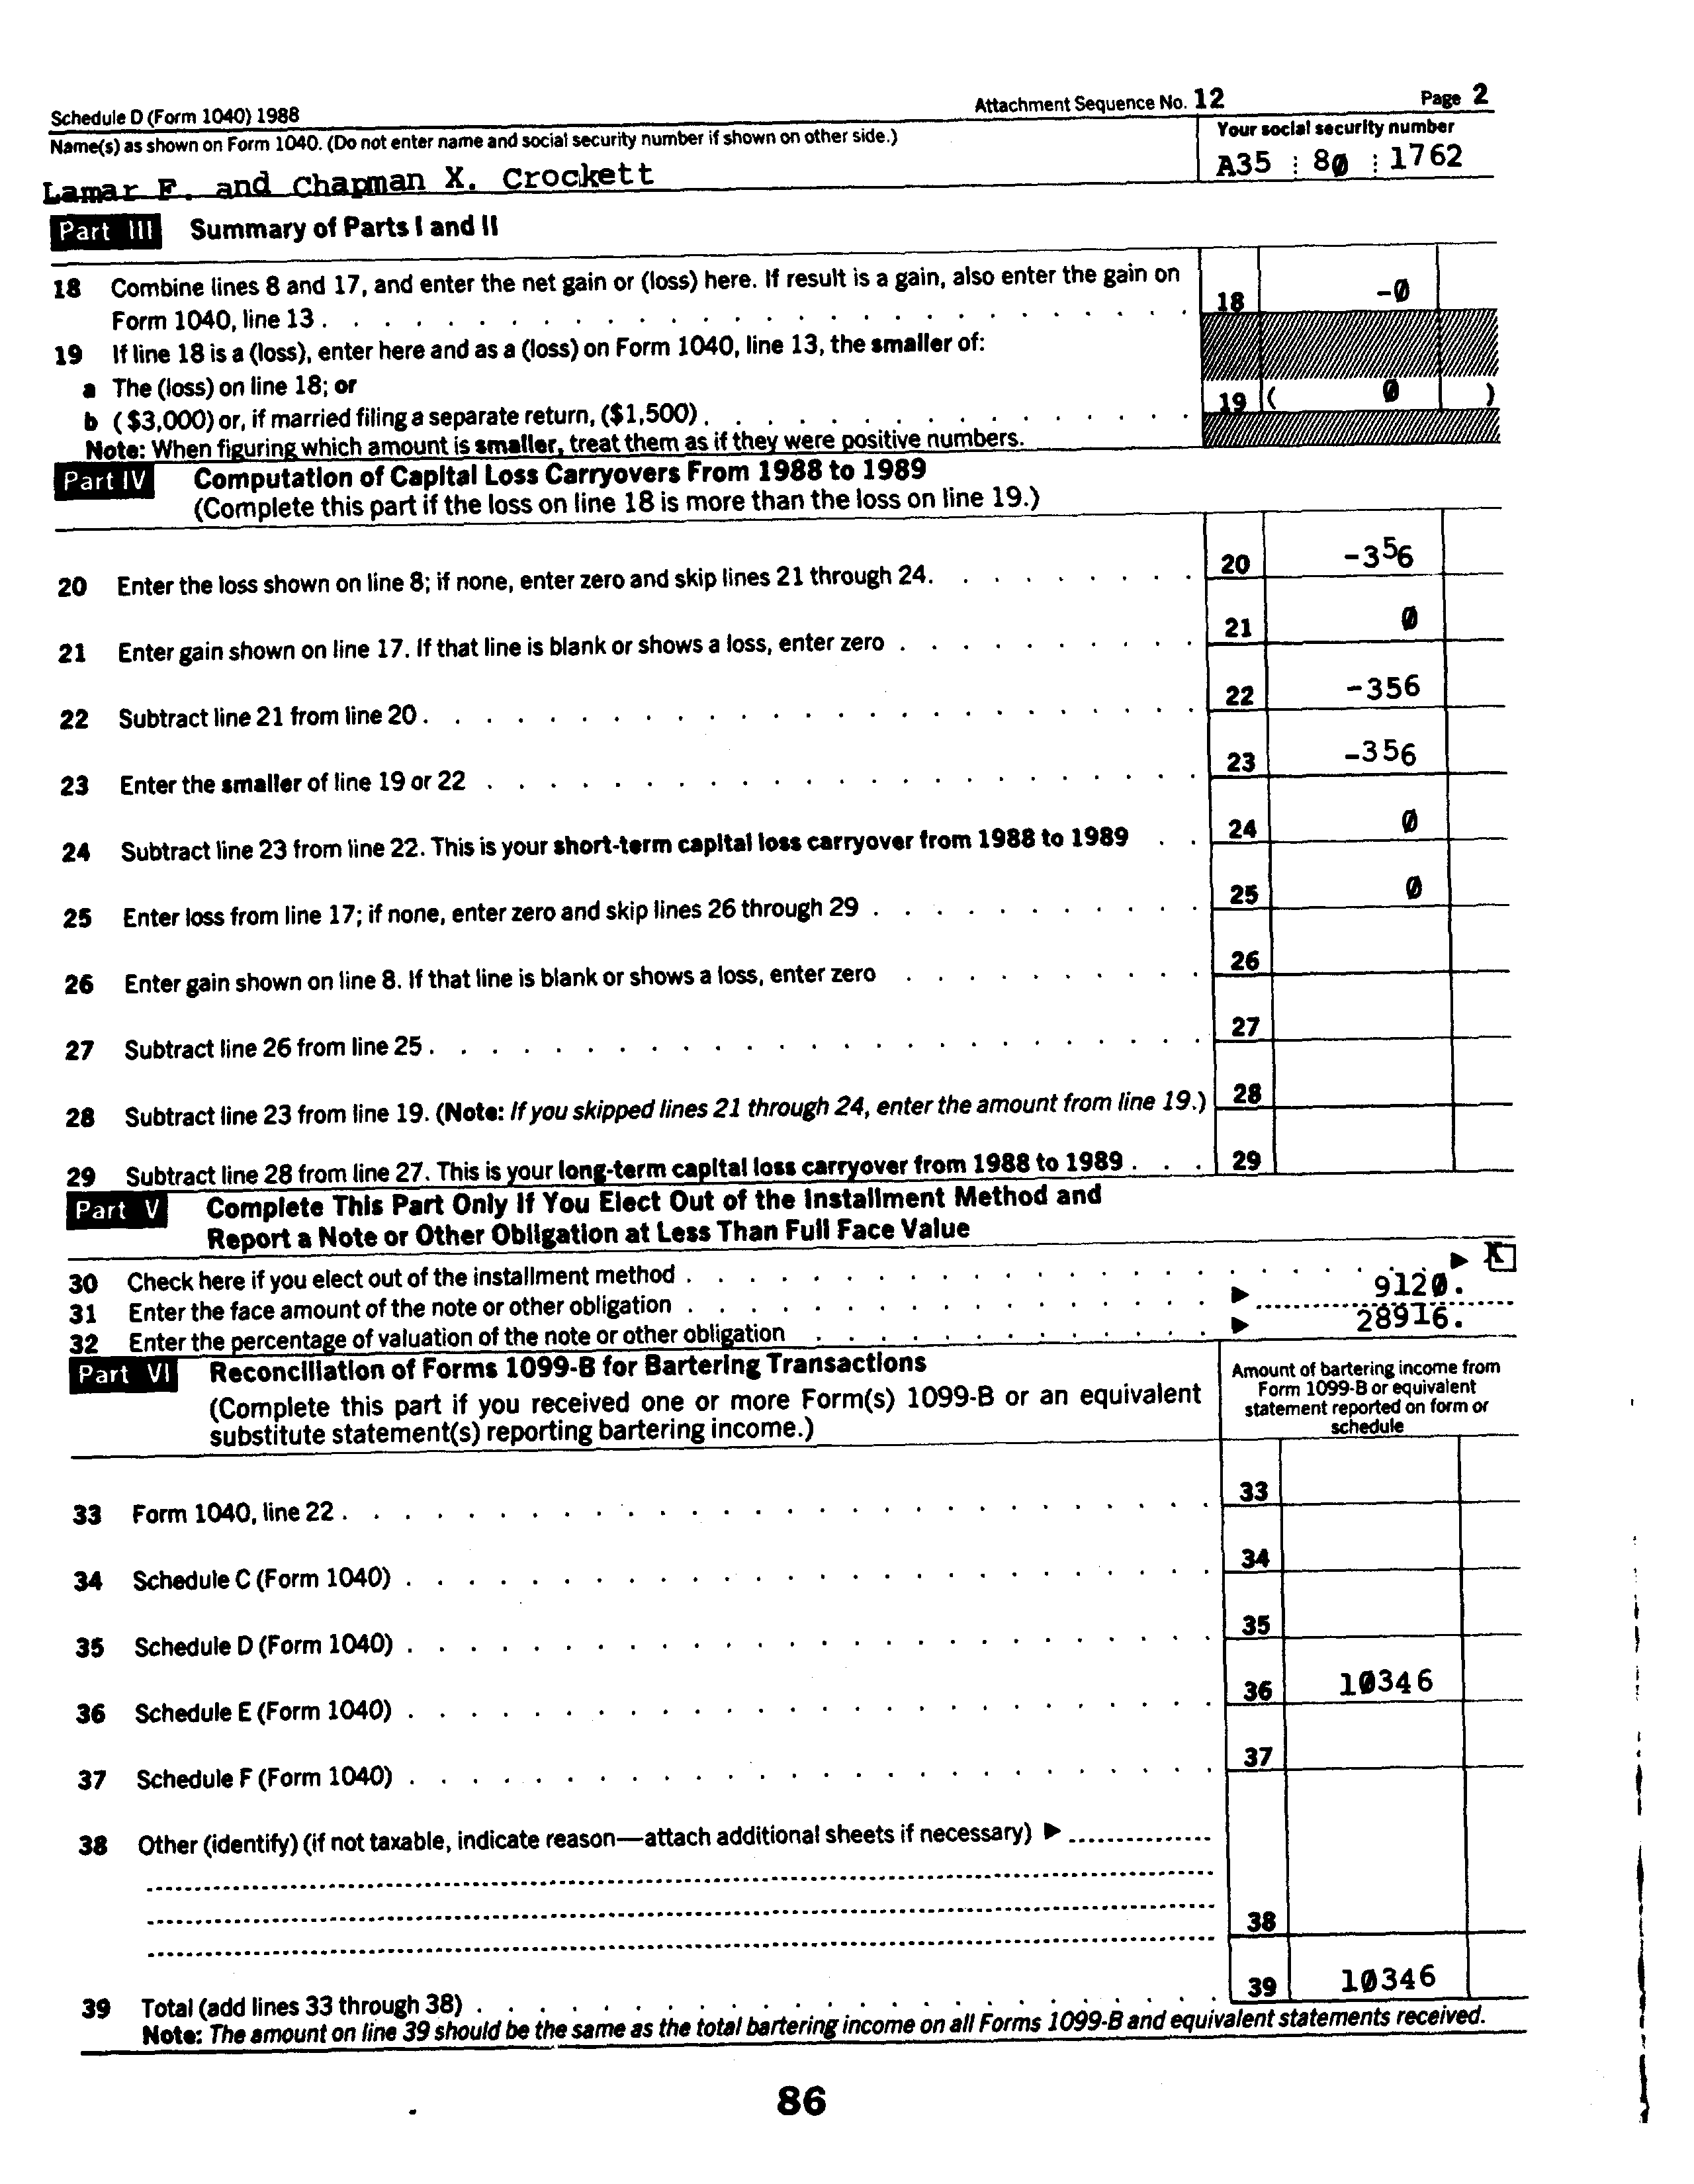 Schedule D (Form 1040) 1988 Attachment Sequence No. 12 Page 2
Name(s) as shown on Form 1040. (Do not enter name and social security number if shown on other side.) Your social security number
Lamar F. and Chapman X. Crockett A35 80 1762
Part III Summary of Parts I and II
18 Combine lines 8 and 17, and enter the net gain or (loss) here. If result is a gain, also enter the gain on
Form 1040, line 13 . . . . 18 -0
19 If line 18 is a (loss), enter here and as a (loss) on Form 1040, line 13, the smaller of:
a The (loss) on line 18; or
b ($3,000) or, if married filing a separate return, ($1,500) . . . . 19 ( 0 )
Note: When figuring which amount is smaller, treat them as if they were positive numbers.
Part IV Computation of Capital Loss Carryovers From 1988 to 1989
(Complete this part if the loss on line 18 is more than the loss on line 19.)
20 Enter the loss shown on line 8; if none, enter zero and skip lines 21 through 24. . . . . 20 -356
21 Enter gain shown on line 17. If that line is blank or shows a loss, enter zero . . . . 21 0
22 Subtract line 21 from line 20 . . . . 22 -356
23 Enter the smaller of line 19 or 22 . . . . 23 -356
24 Subtract line 23 from line 22. This is your short-term capital loss carryover from 1988 to 1989 . . 24 0
25 Enter loss from line 17; if none, enter zero and skip lines 26 through 29 . . . . 25 0
26 Enter gain shown on line 8. If that line is blank or shows a loss, enter zero . . . . 26
27 Subtract line 26 from line 25 . . . . 27
28 Subtract line 23 from line 19. (Note: If you skipped lines 21 through 24, enter the amount from line 19.) 28
29 Subtract line 28 from line 27. This is your long-term capital loss carryover from 1988 to 1989 . . . 29
Part V Complete This Part Only If You Elect Out of the Installment Method and
Report a Note or Other Obligation at Less Than Full Face Value
30 Check here if you elect out of the installment method . . . . ▶ X
31 Enter the face amount of the note or other obligation . . . . ▶ 9120.
32 Enter the percentage of valuation of the note or other obligation . . . . ▶ 28916.
Part VI Reconciliation of Forms 1099-B for Bartering Transactions
(Complete this part if you received one or more Form(s) 1099-B or an equivalent
substitute statement(s) reporting bartering income.)
Amount of bartering income from
Form 1099-B or equivalent
statement reported on form or
schedule
33 Form 1040, line 22 . . . . 33
34 Schedule C (Form 1040) . . . . 34
35 Schedule D (Form 1040) . . . . 35
36 Schedule E (Form 1040) . . . . 36 10346
37 Schedule F (Form 1040) . . . . 37
38 Other (identify) (if not taxable, indicate reason—attach additional sheets if necessary) ▶
38
39 Total (add lines 33 through 38) . . . . 39 10346
Note: The amount on line 39 should be the same as the total bartering income on all Forms 1099-B and equivalent statements received.
86